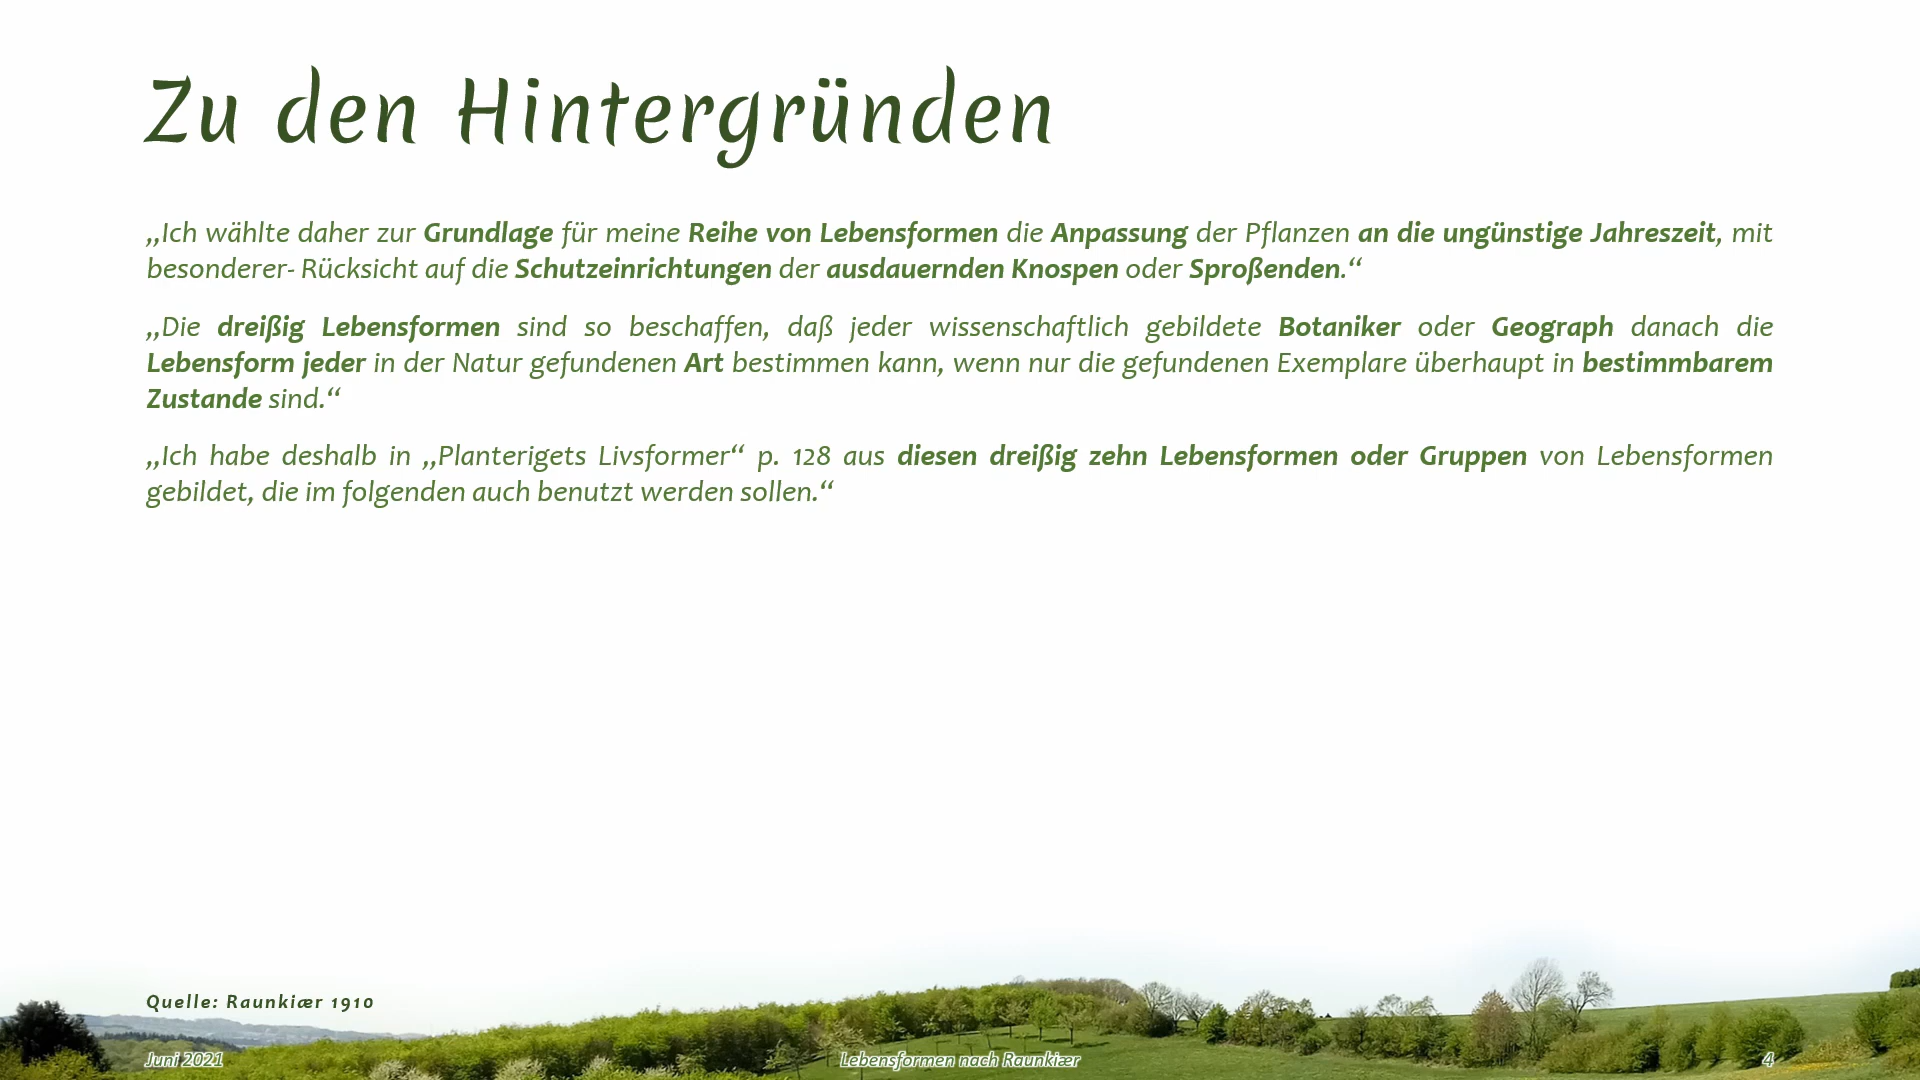 Zu den Hintergründen
„Ich wählte daher zur Grundlage für meine Reihe von Lebensformen die Anpassung der Pflanzen an die ungünstige Jahreszeit, mit
besonderer- Rücksicht auf die Schutzeinrichtungen der ausdauernden Knospen oder Sproßenden.“
„Die dreißig Lebensformen sind so beschaffen, daß jeder wissenschaftlich gebildete Botaniker oder Geograph danach die
Lebensform jeder in der Natur gefundenen Art bestimmen kann, wenn nur die gefundenen Exemplare überhaupt in bestimmbarem
Zustande sind.“
„Ich habe deshalb in „Planterigets Livsformer“ p. 128 aus diesen dreißig zehn Lebensformen oder Gruppen von Lebensformen
gebildet, die im folgenden auch benutzt werden sollen.“
Quelle: Raunkiær 1910
Juni 2021
Lebensformen nach Raunkiær
4